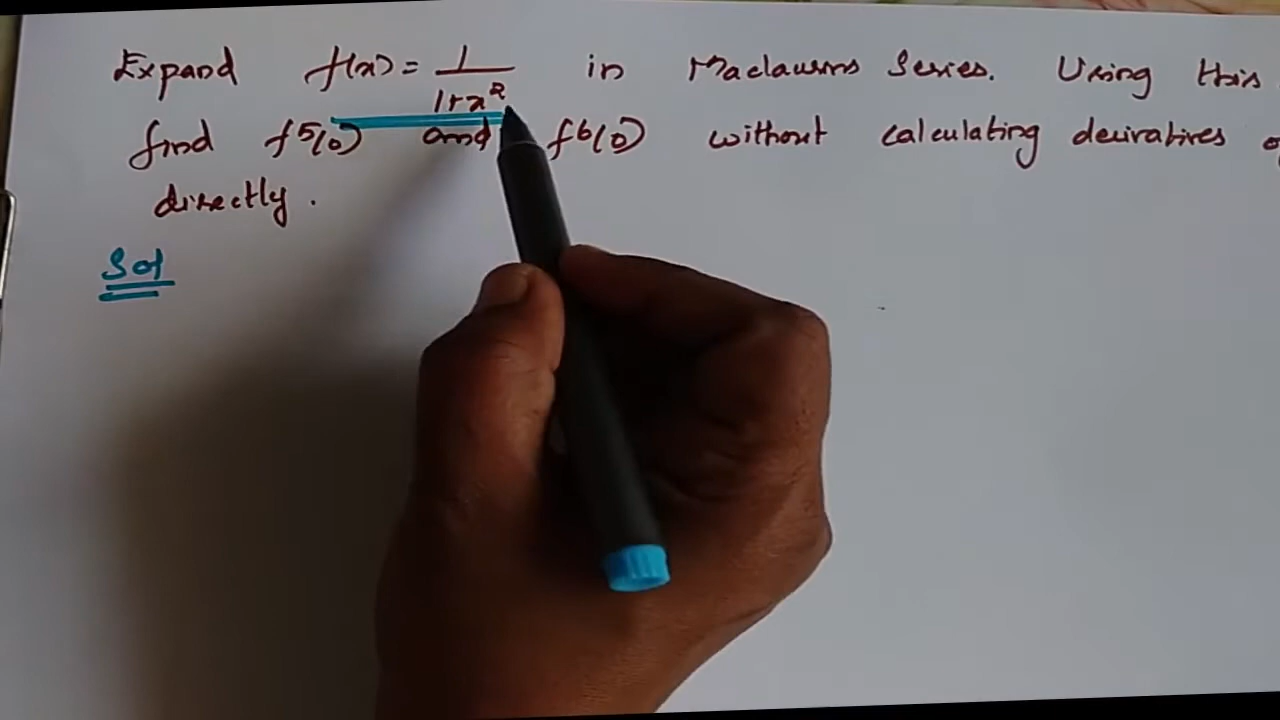 Expand f(x) = 1/(1+x²) in Maclaurins Series. Using this
find f⁵(0) and f⁶(0) without calculating derivatives
directly.
Sol